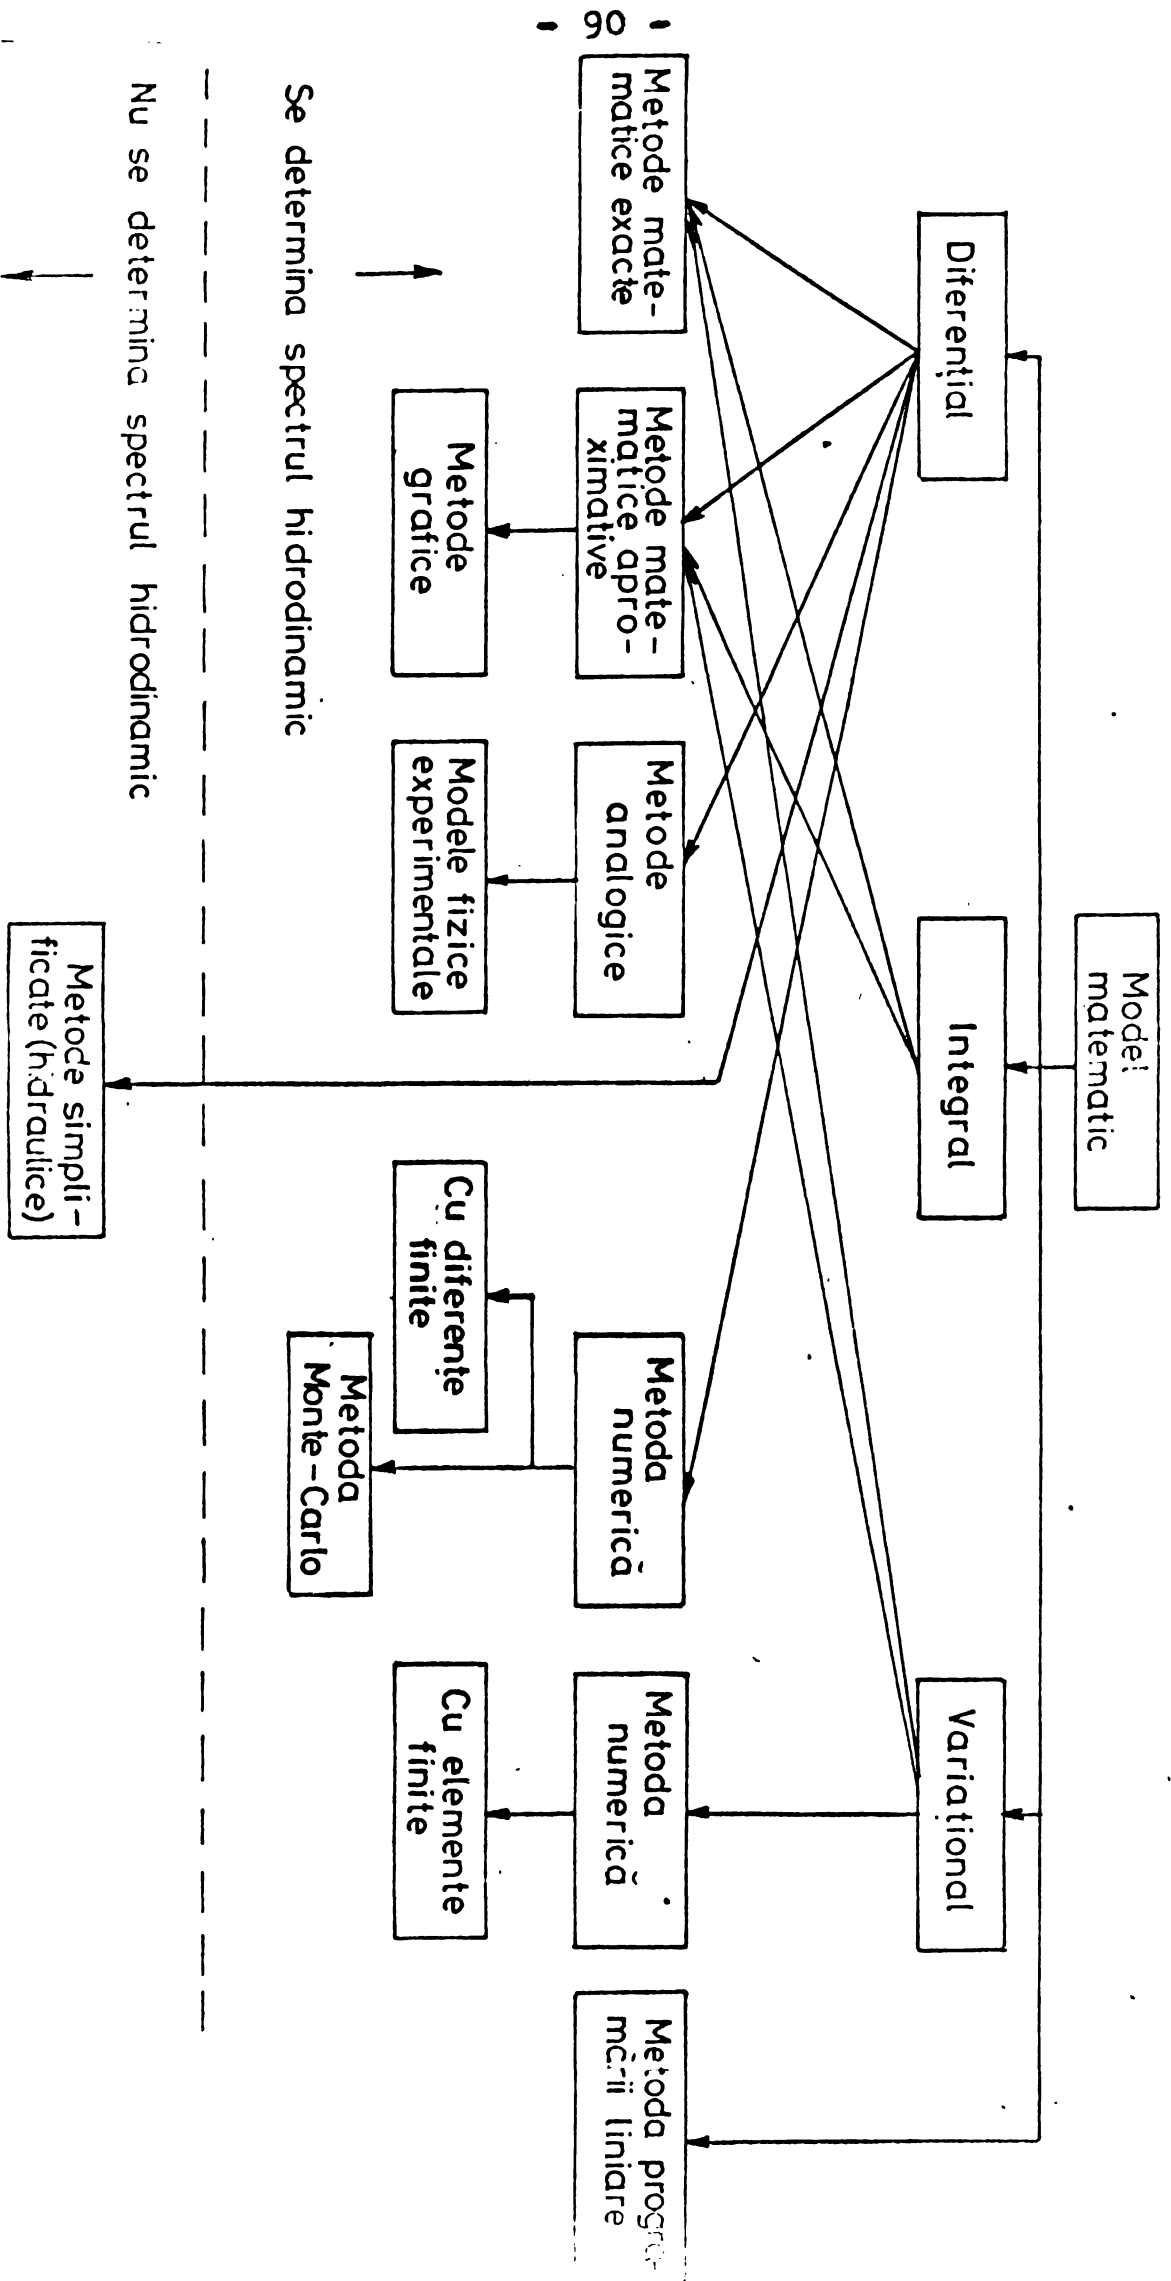 - 90 -
Model
matematic
Diferențial
Integral
Variațional
Metode mate-
matice exacte
Metode mate-
matice apro-
ximative
Metode
analogice
Metoda
numerică
Metoda
numerică
Metoda progra-
mării liniare
Metode
grafice
Modele fizice
experimentale
Cu diferențe
finite
Cu elemente
finite
Metoda
Monte-Carlo
Se determina spectrul hidrodinamic
Nu se determina spectrul hidrodinamic
Metode simpli-
ficate (hidraulice)